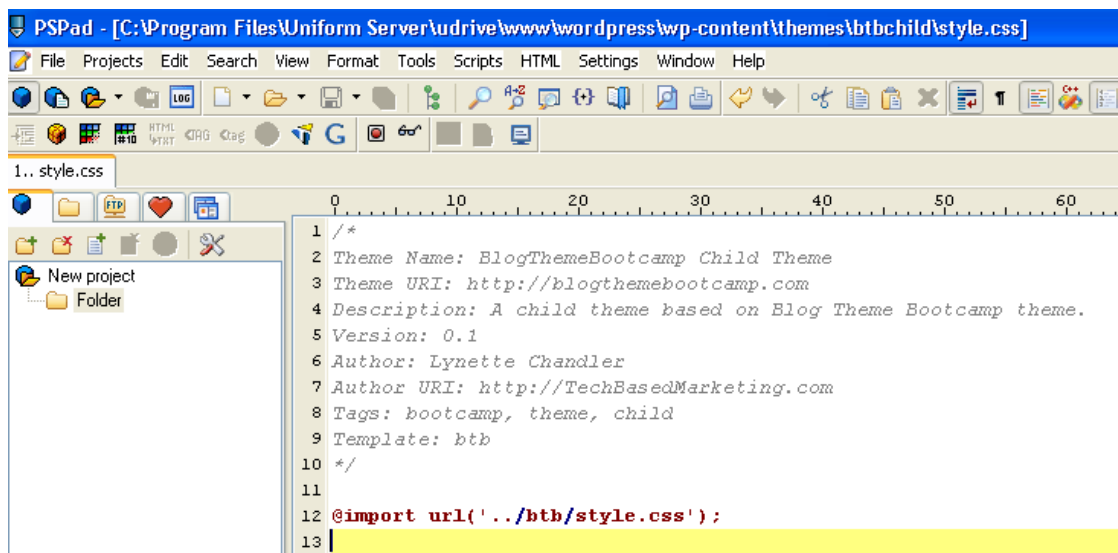 PSPad - [C:\Program Files\Uniform Server\udrive\www\wordpress\wp-content\themes\btbchild\style.css]
File Projects Edit Search View Format Tools Scripts HTML Settings Window Help
LOG
HTML
1.. style.css
FTP
0 10 20 30 40 50 60
New project
Folder
1 /*
2 Theme Name: BlogThemeBootcamp Child Theme
3 Theme URI: http://blogthemebootcamp.com
4 Description: A child theme based on Blog Theme Bootcamp theme.
5 Version: 0.1
6 Author: Lynette Chandler
7 Author URI: http://TechBasedMarketing.com
8 Tags: bootcamp, theme, child
9 Template: btb
10 */
11
12 @import url('../btb/style.css');
13